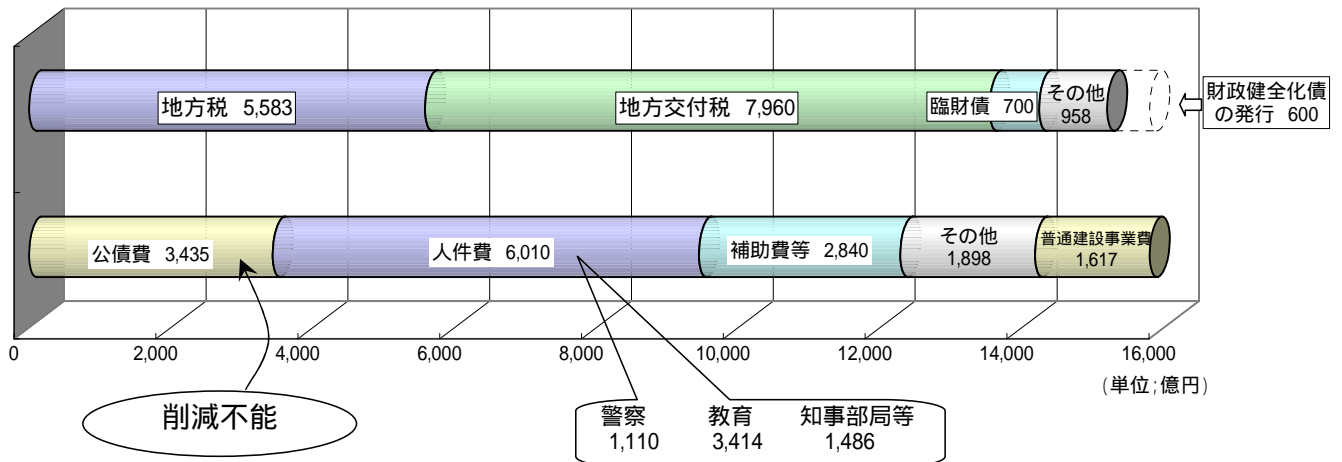 地方税 5,583
地方交付税 7,960
臨財債 700
その他
958
財政健全化債
の発行 600
公債費 3,435
人件費 6,010
補助費等 2,840
その他
1,898
普通建設事業費
1,617
0 2,000 4,000 6,000 8,000 10,000 12,000 14,000 16,000
(単位;億円)
削減不能
警察 教育 知事部局等
1,110 3,414 1,486